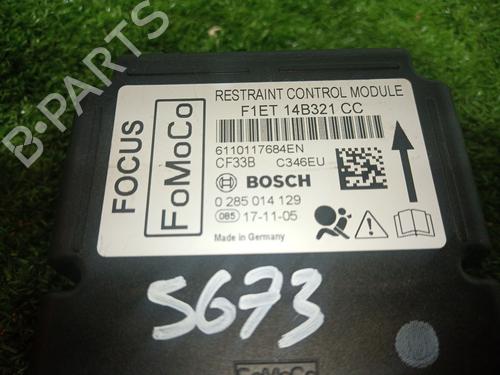 B-PARTS
FOCUS
FoMoCo
RESTRAINT CONTROL MODULE
F1ET 14B321 CC
6110117684EN
CF33B C346EU
BOSCH
0 285 014 129
085 17-11-05
Made in Germany
S673
FoMoCo